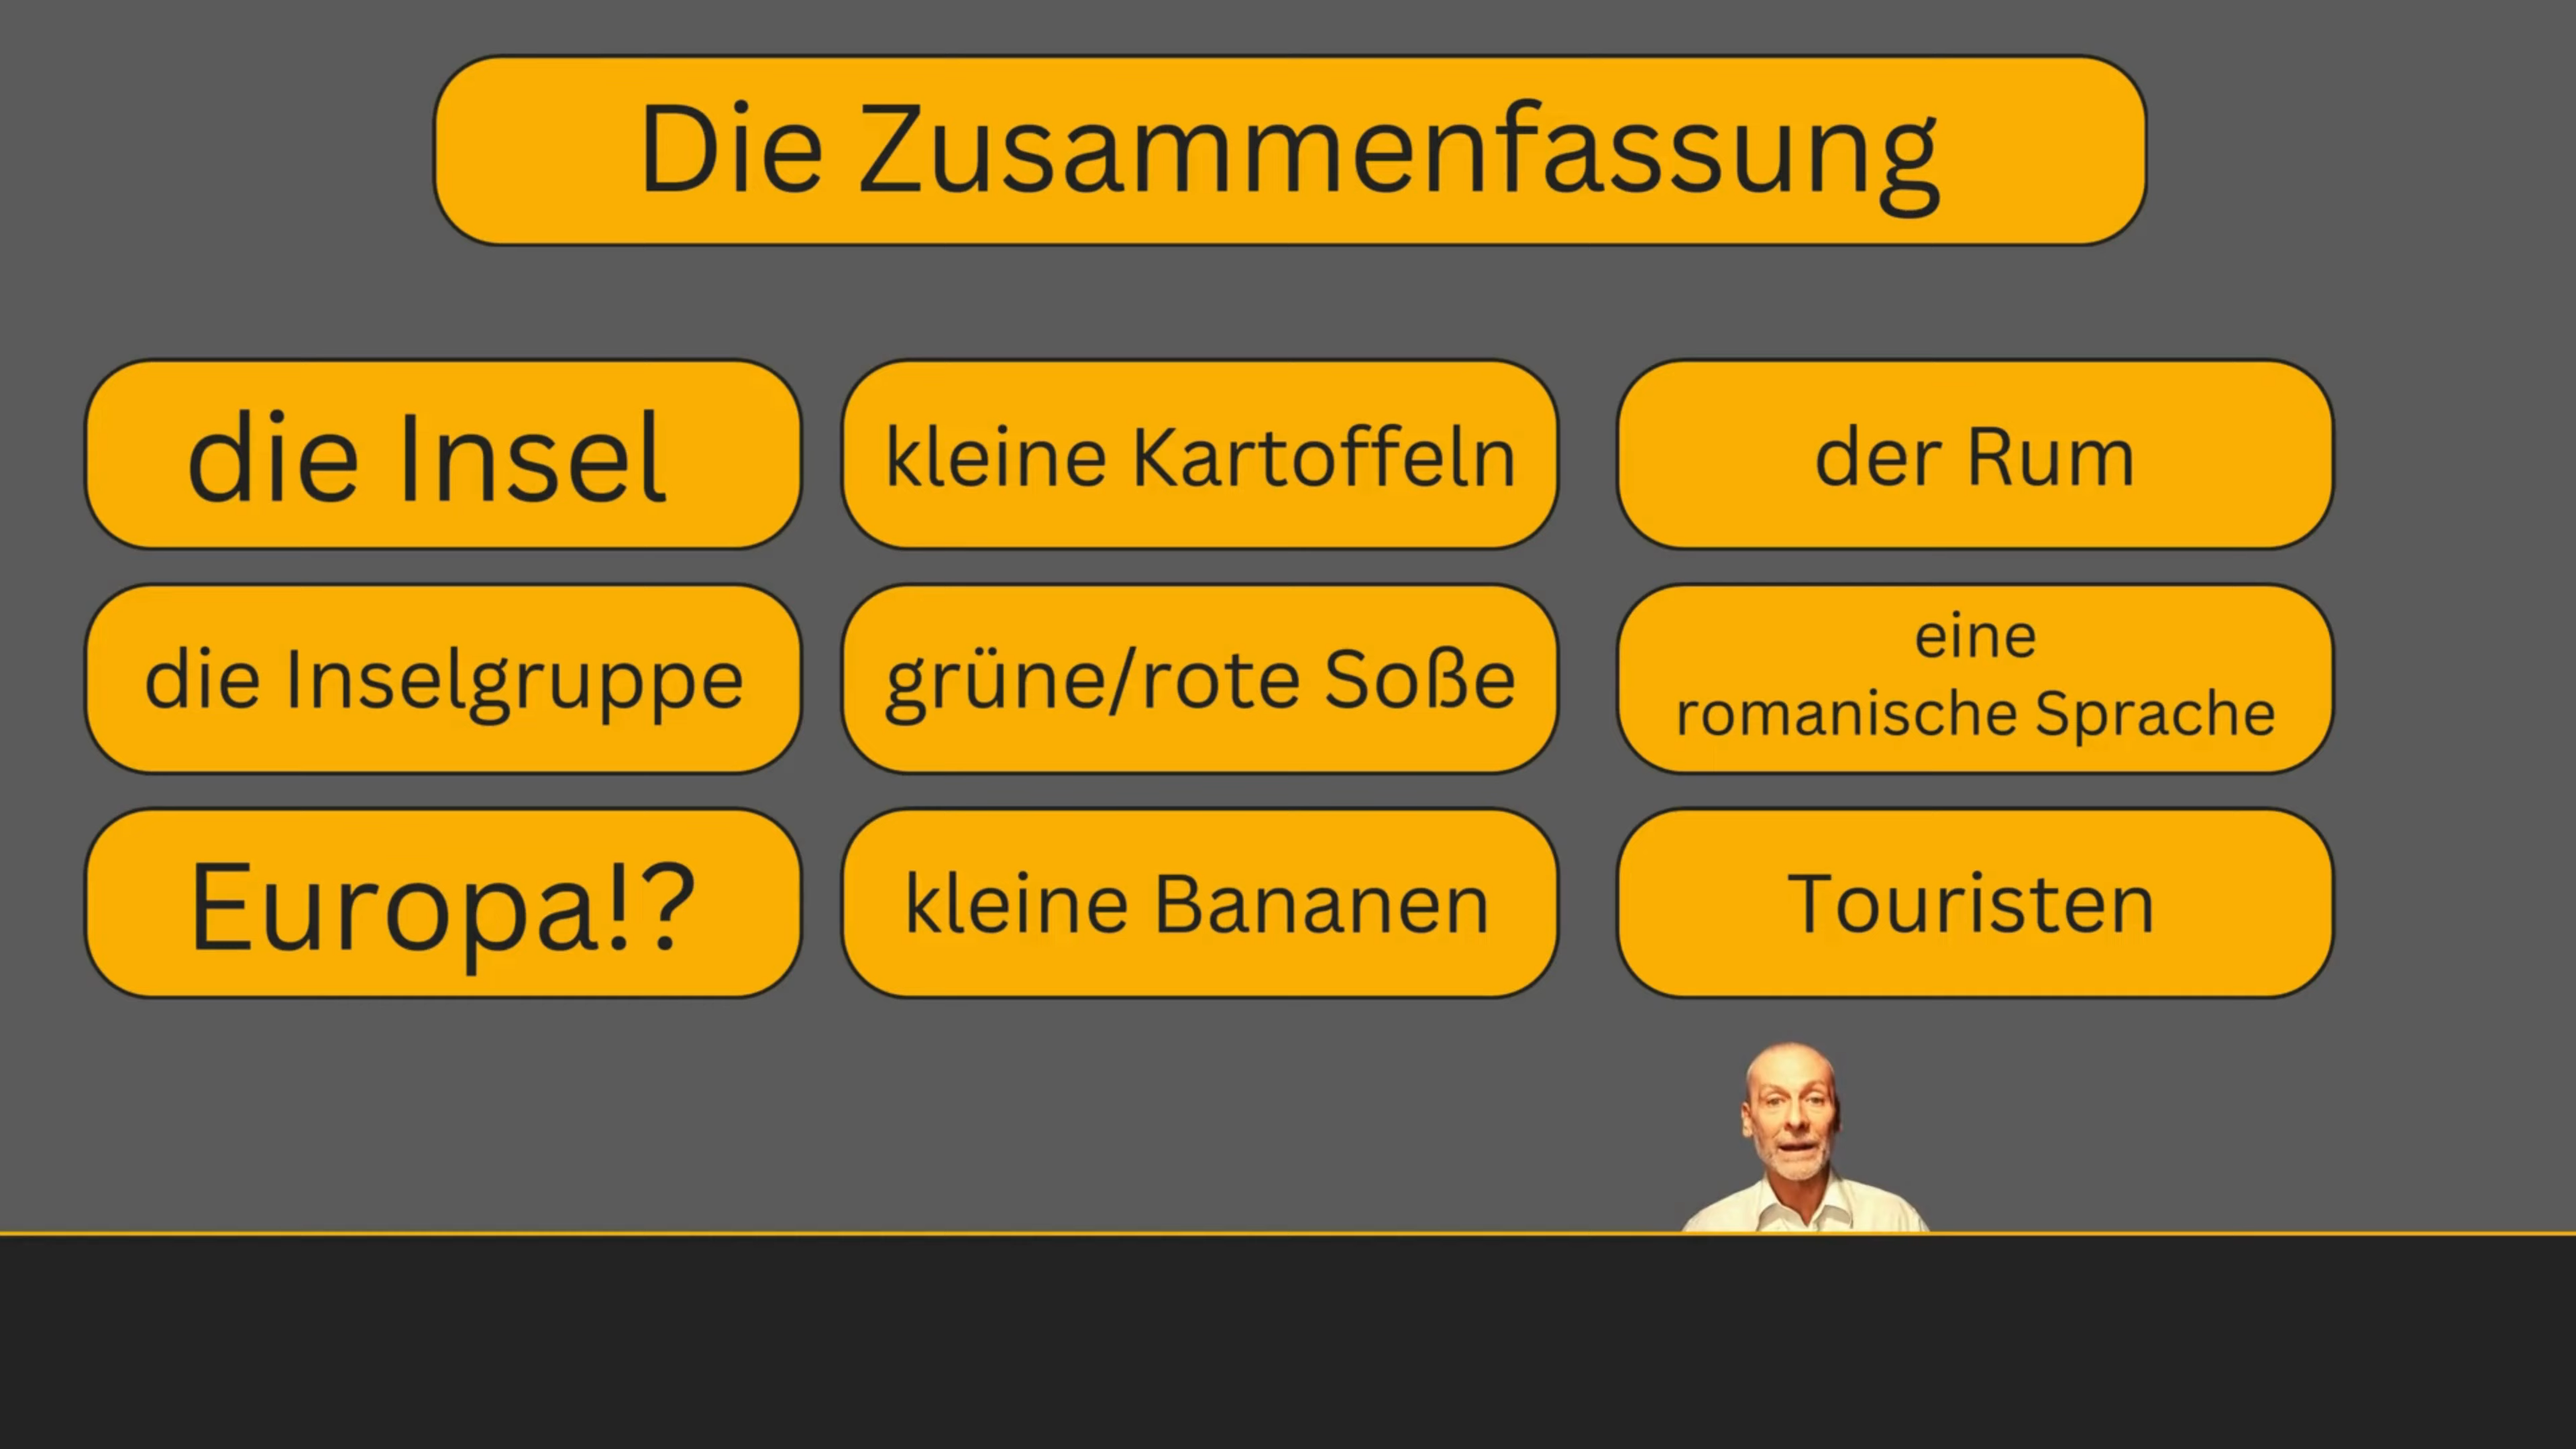 Die Zusammenfassung
die Insel
kleine Kartoffeln
der Rum
die Inselgruppe
grüne/rote Soße
eine
romanische Sprache
Europa!?
kleine Bananen
Touristen